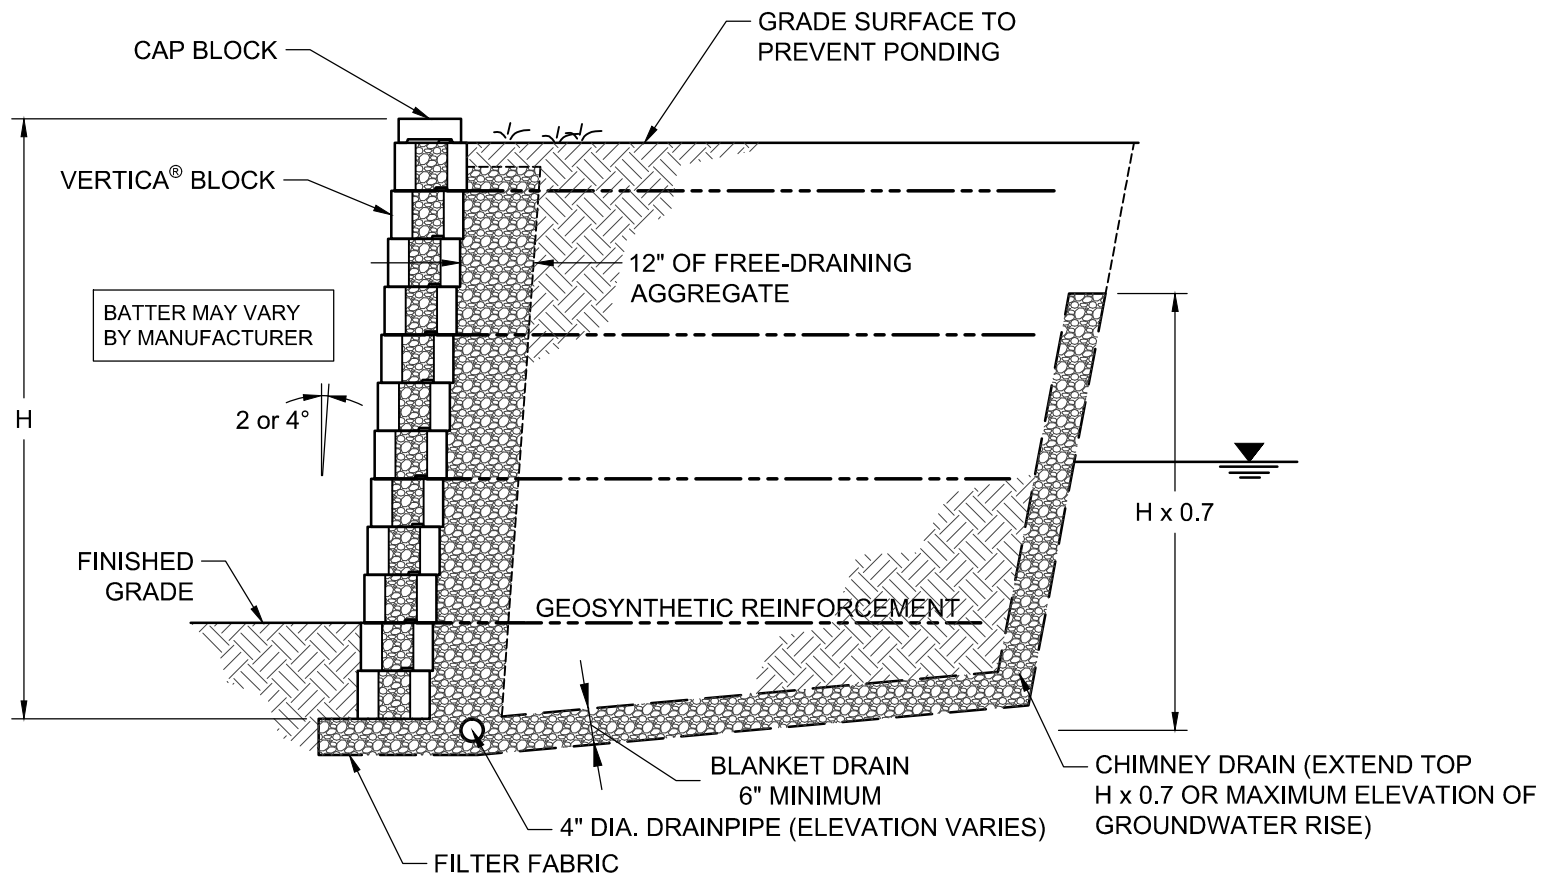 GRADE SURFACE TO
PREVENT PONDING
CAP BLOCK
VERTICA® BLOCK
12" OF FREE-DRAINING
AGGREGATE
BATTER MAY VARY
BY MANUFACTURER
2 or 4°
H
H x 0.7
FINISHED
GRADE
GEOSYNTHETIC REINFORCEMENT
BLANKET DRAIN
6" MINIMUM
CHIMNEY DRAIN (EXTEND TOP
H x 0.7 OR MAXIMUM ELEVATION OF
GROUNDWATER RISE)
4" DIA. DRAINPIPE (ELEVATION VARIES)
FILTER FABRIC